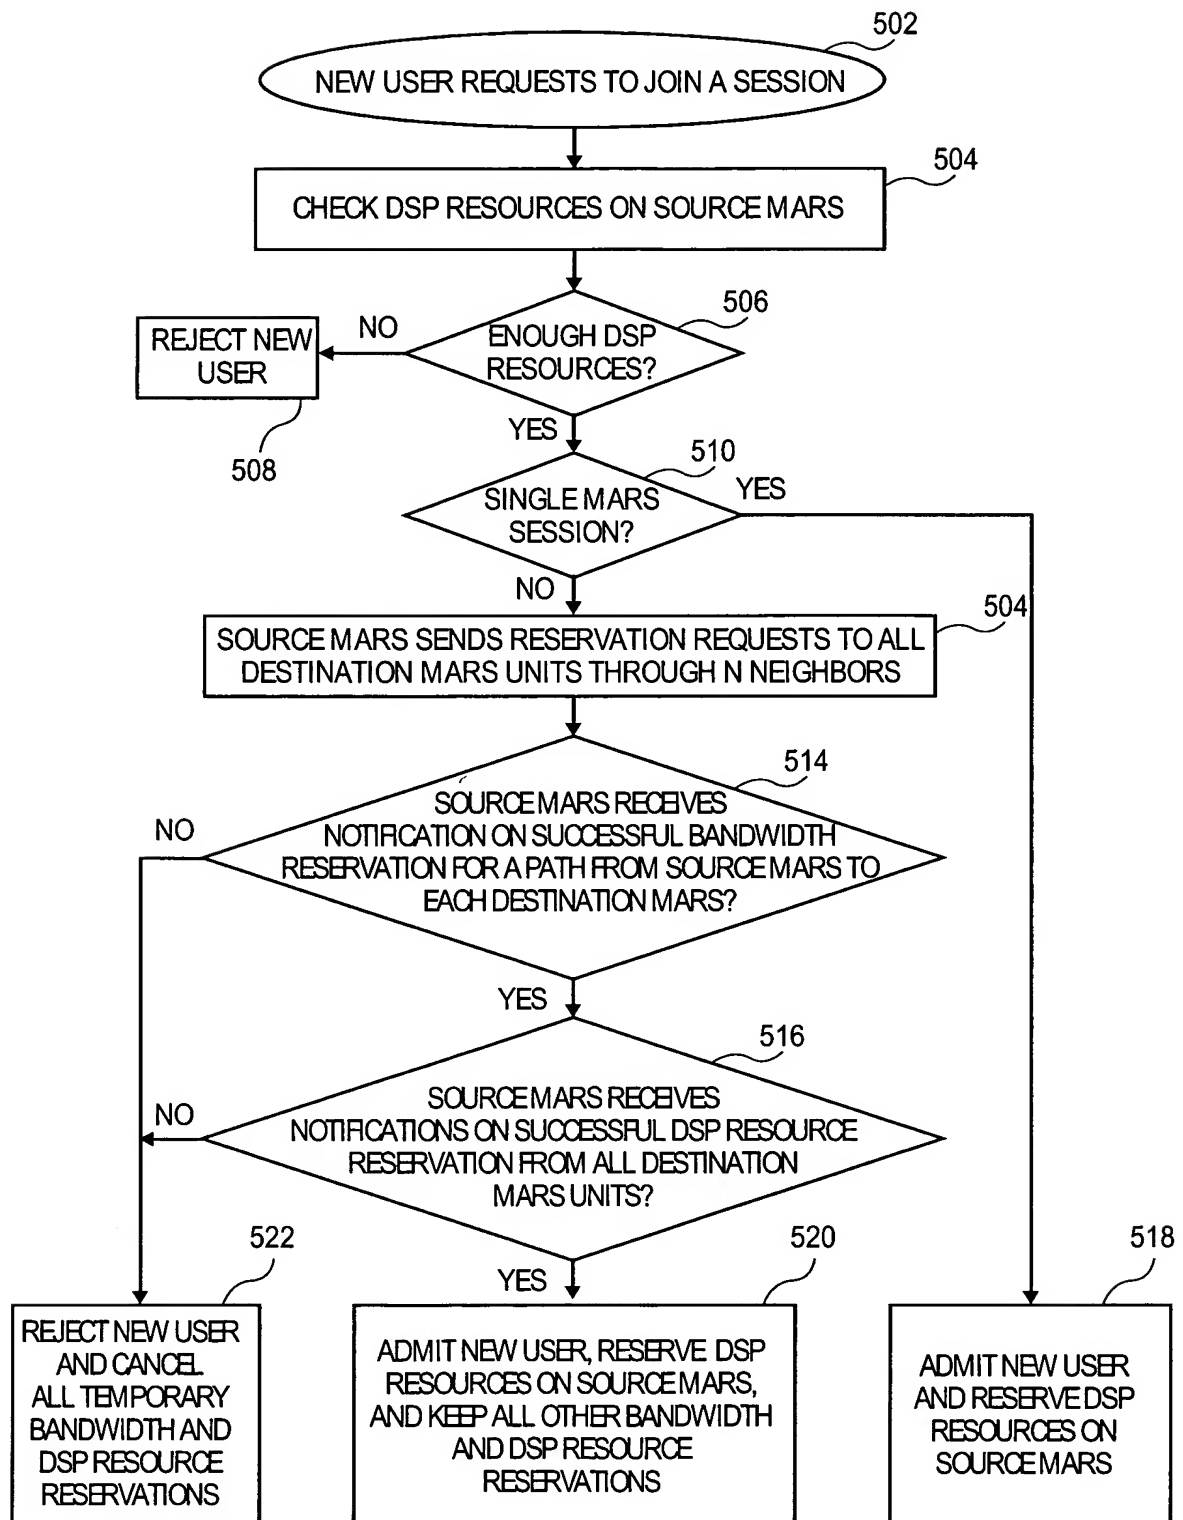 502
NEW USER REQUESTS TO JOIN A SESSION
504
CHECK DSP RESOURCES ON SOURCE MARS
506
NO
ENOUGH DSP
RESOURCES?
REJECT NEW
USER
508
YES
510
YES
SINGLE MARS
SESSION?
NO
504
SOURCE MARS SENDS RESERVATION REQUESTS TO ALL
DESTINATION MARS UNITS THROUGH N NEIGHBORS
514
NO
SOURCE MARS RECEIVES
NOTIFICATION ON SUCCESSFUL BANDWIDTH
RESERVATION FOR A PATH FROM SOURCE MARS TO
EACH DESTINATION MARS?
YES
516
NO
SOURCE MARS RECEIVES
NOTIFICATIONS ON SUCCESSFUL DSP RESOURCE
RESERVATION FROM ALL DESTINATION
MARS UNITS?
YES
522
REJECT NEW USER
AND CANCEL
ALL TEMPORARY
BANDWIDTH AND
DSP RESOURCE
RESERVATIONS
520
ADMIT NEW USER, RESERVE DSP
RESOURCES ON SOURCE MARS,
AND KEEP ALL OTHER BANDWIDTH
AND DSP RESOURCE
RESERVATIONS
518
ADMIT NEW USER
AND RESERVE DSP
RESOURCES ON
SOURCE MARS